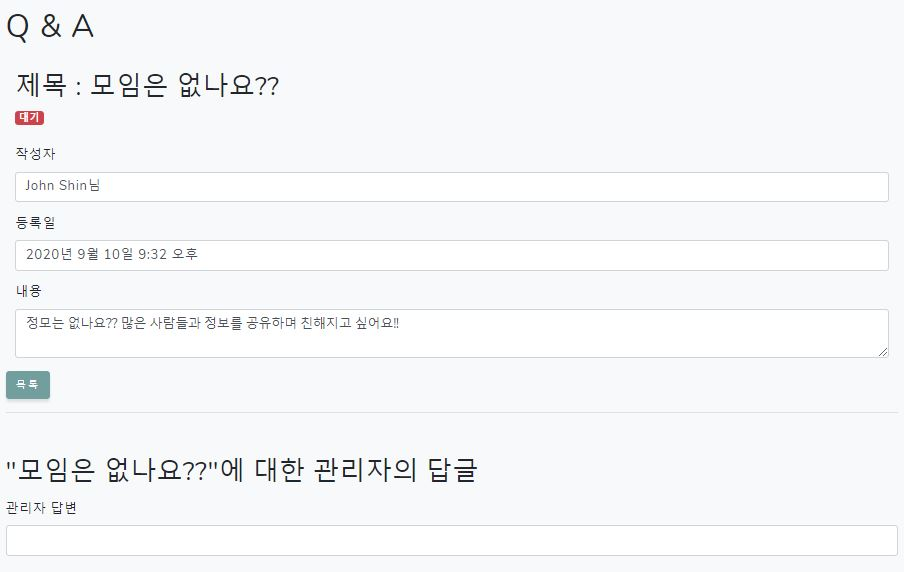 Q & A
제목 : 모임은 없나요??
대기
작성자
John Shin님
등록일
2020년 9월 10일 9:32 오후
내용
정모는 없나요?? 많은 사람들과 정보를 공유하며 친해지고 싶어요!!
목록
"모임은 없나요??"에 대한 관리자의 답글
관리자 답변